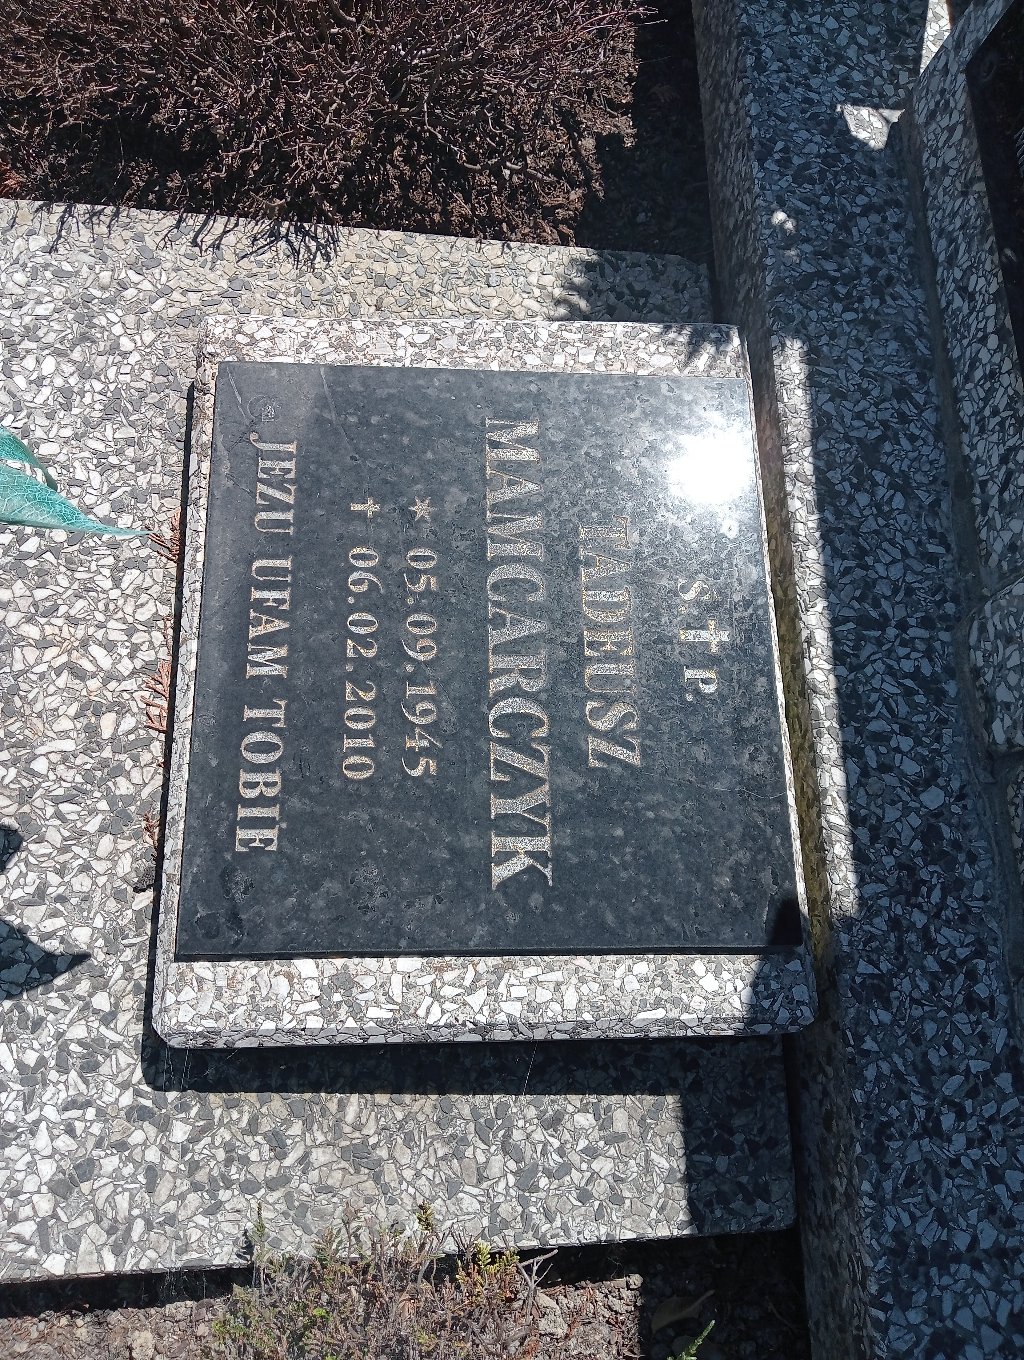 Ś. † P.
TADEUSZ
MAMCARCZYK
* 05.09.1945
† 06.02.2010
JEZU UFAM TOBIE